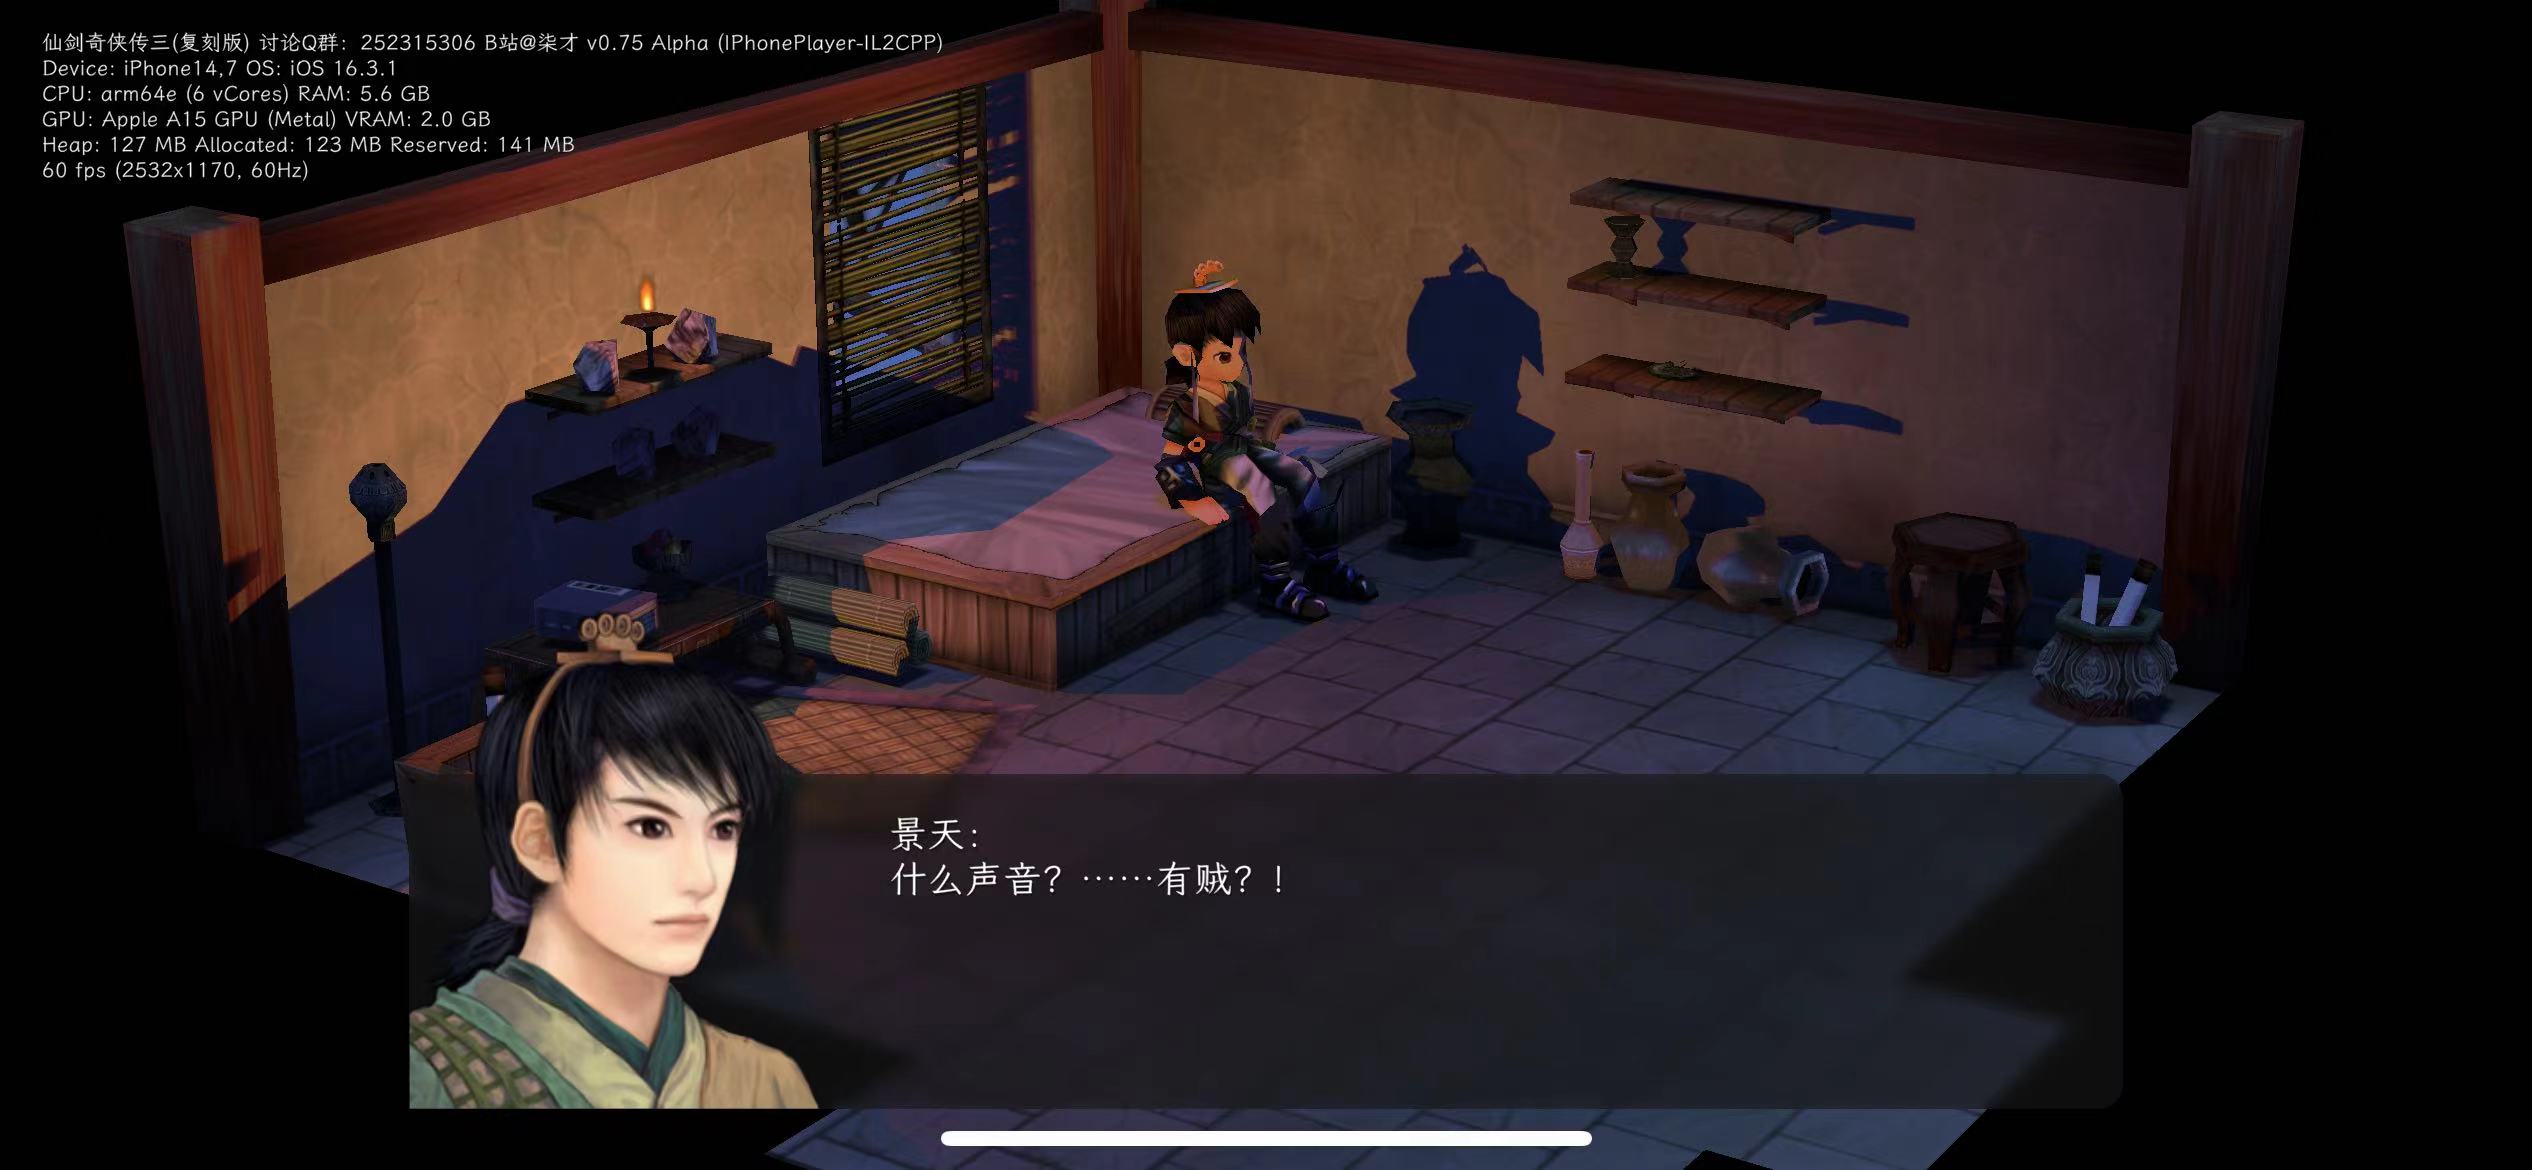 仙剑奇侠传三(复刻版) 讨论Q群: 252315306 B站@柒才 v0.75 Alpha (IPhonePlayer-IL2CPP)
Device: iPhone14,7 OS: iOS 16.3.1
CPU: arm64e (6 vCores) RAM: 5.6 GB
GPU: Apple A15 GPU (Metal) VRAM: 2.0 GB
Heap: 127 MB Allocated: 123 MB Reserved: 141 MB
60 fps (2532x1170, 60Hz)
景天:
什么声音? ……有贼? !